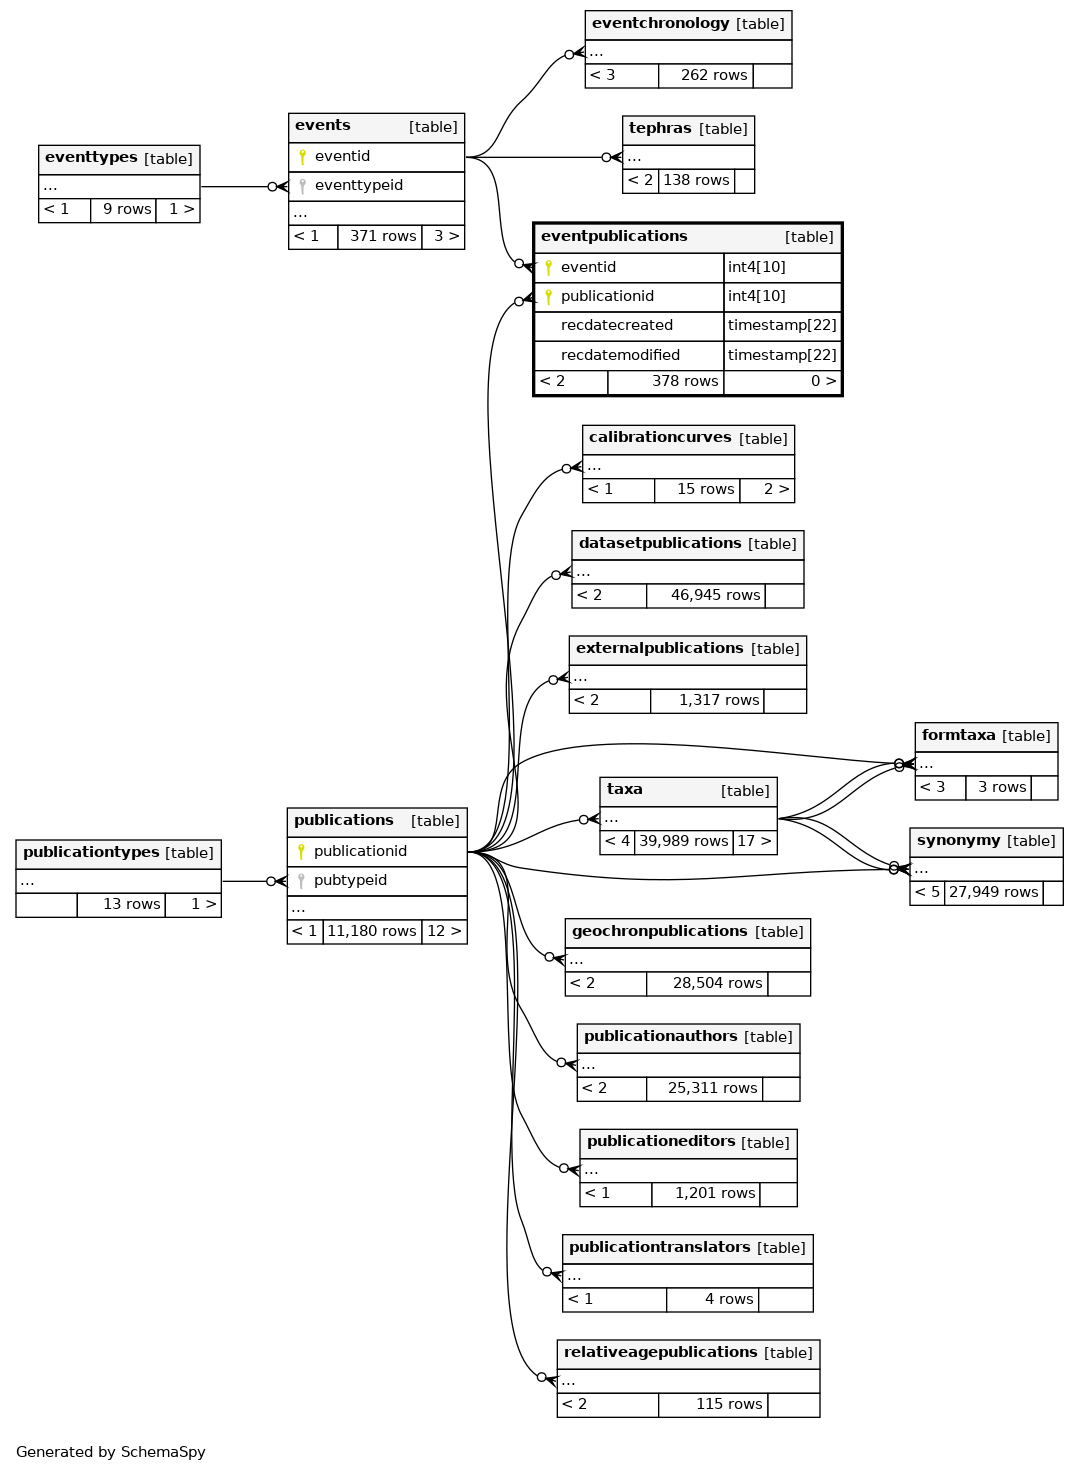 eventchronology [table]
...
< 3 262 rows
tephras [table]
...
< 2 138 rows
events [table]
eventid
eventtypeid
...
< 1 371 rows 3 >
eventtypes [table]
...
< 1 9 rows 1 >
eventpublications [table]
eventid int4[10]
publicationid int4[10]
recdatecreated timestamp[22]
recdatemodified timestamp[22]
< 2 378 rows 0 >
calibrationcurves [table]
...
< 1 15 rows 2 >
datasetpublications [table]
...
< 2 46,945 rows
externalpublications [table]
...
< 2 1,317 rows
formtaxa [table]
...
< 3 3 rows
taxa [table]
...
< 4 39,989 rows 17 >
synonymy [table]
...
< 5 27,949 rows
publications [table]
publicationid
pubtypeid
...
< 1 11,180 rows 12 >
publicationtypes [table]
...
13 rows 1 >
geochronpublications [table]
...
< 2 28,504 rows
publicationauthors [table]
...
< 2 25,311 rows
publicationeditors [table]
...
< 1 1,201 rows
publicationtranslators [table]
...
< 1 4 rows
relativeagepublications [table]
...
< 2 115 rows
Generated by SchemaSpy